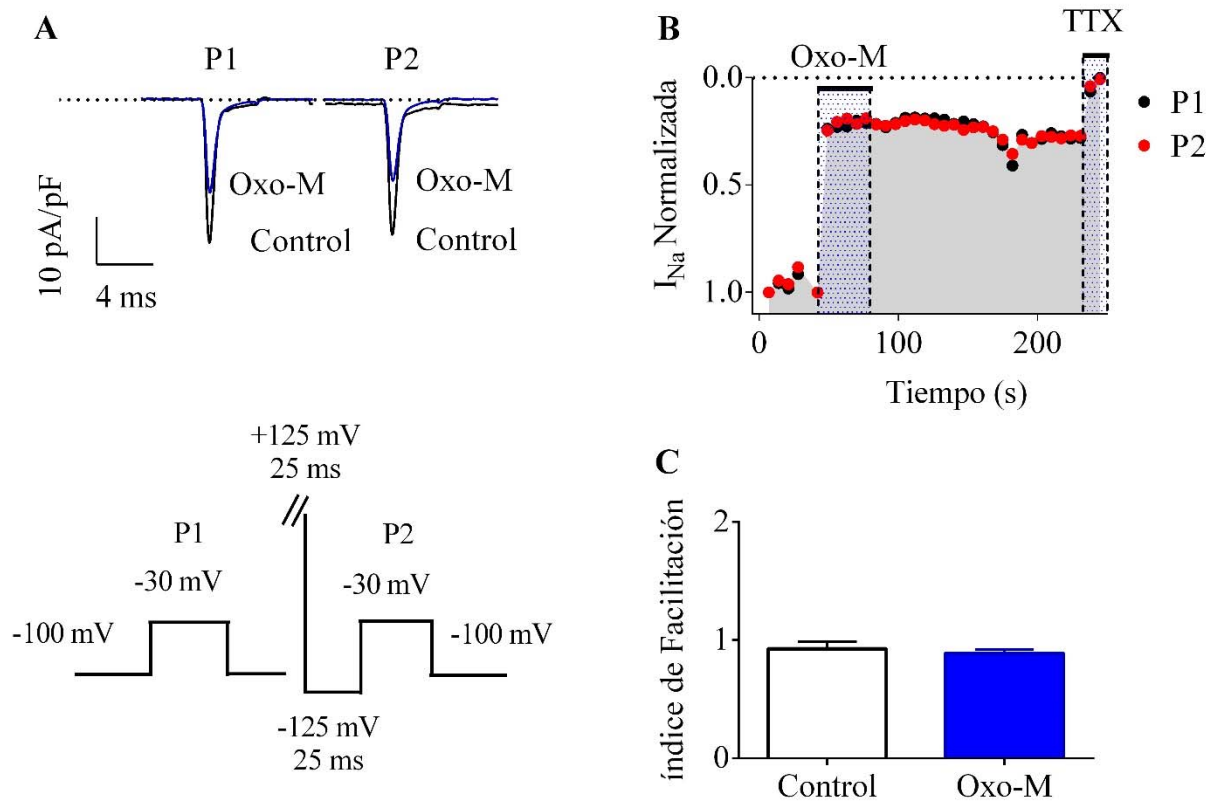 A
P1 P2
Oxo-M Oxo-M
Control Control
10 pA/pF
4 ms
+125 mV
25 ms
P1 P2
-30 mV -30 mV
-100 mV -100 mV
-125 mV
25 ms
B
TTX
Oxo-M
0.0
0.5
1.0
I_Na Normalizada
0 100 200
Tiempo (s)
P1
P2
C
índice de Facilitación
2
1
0
Control Oxo-M